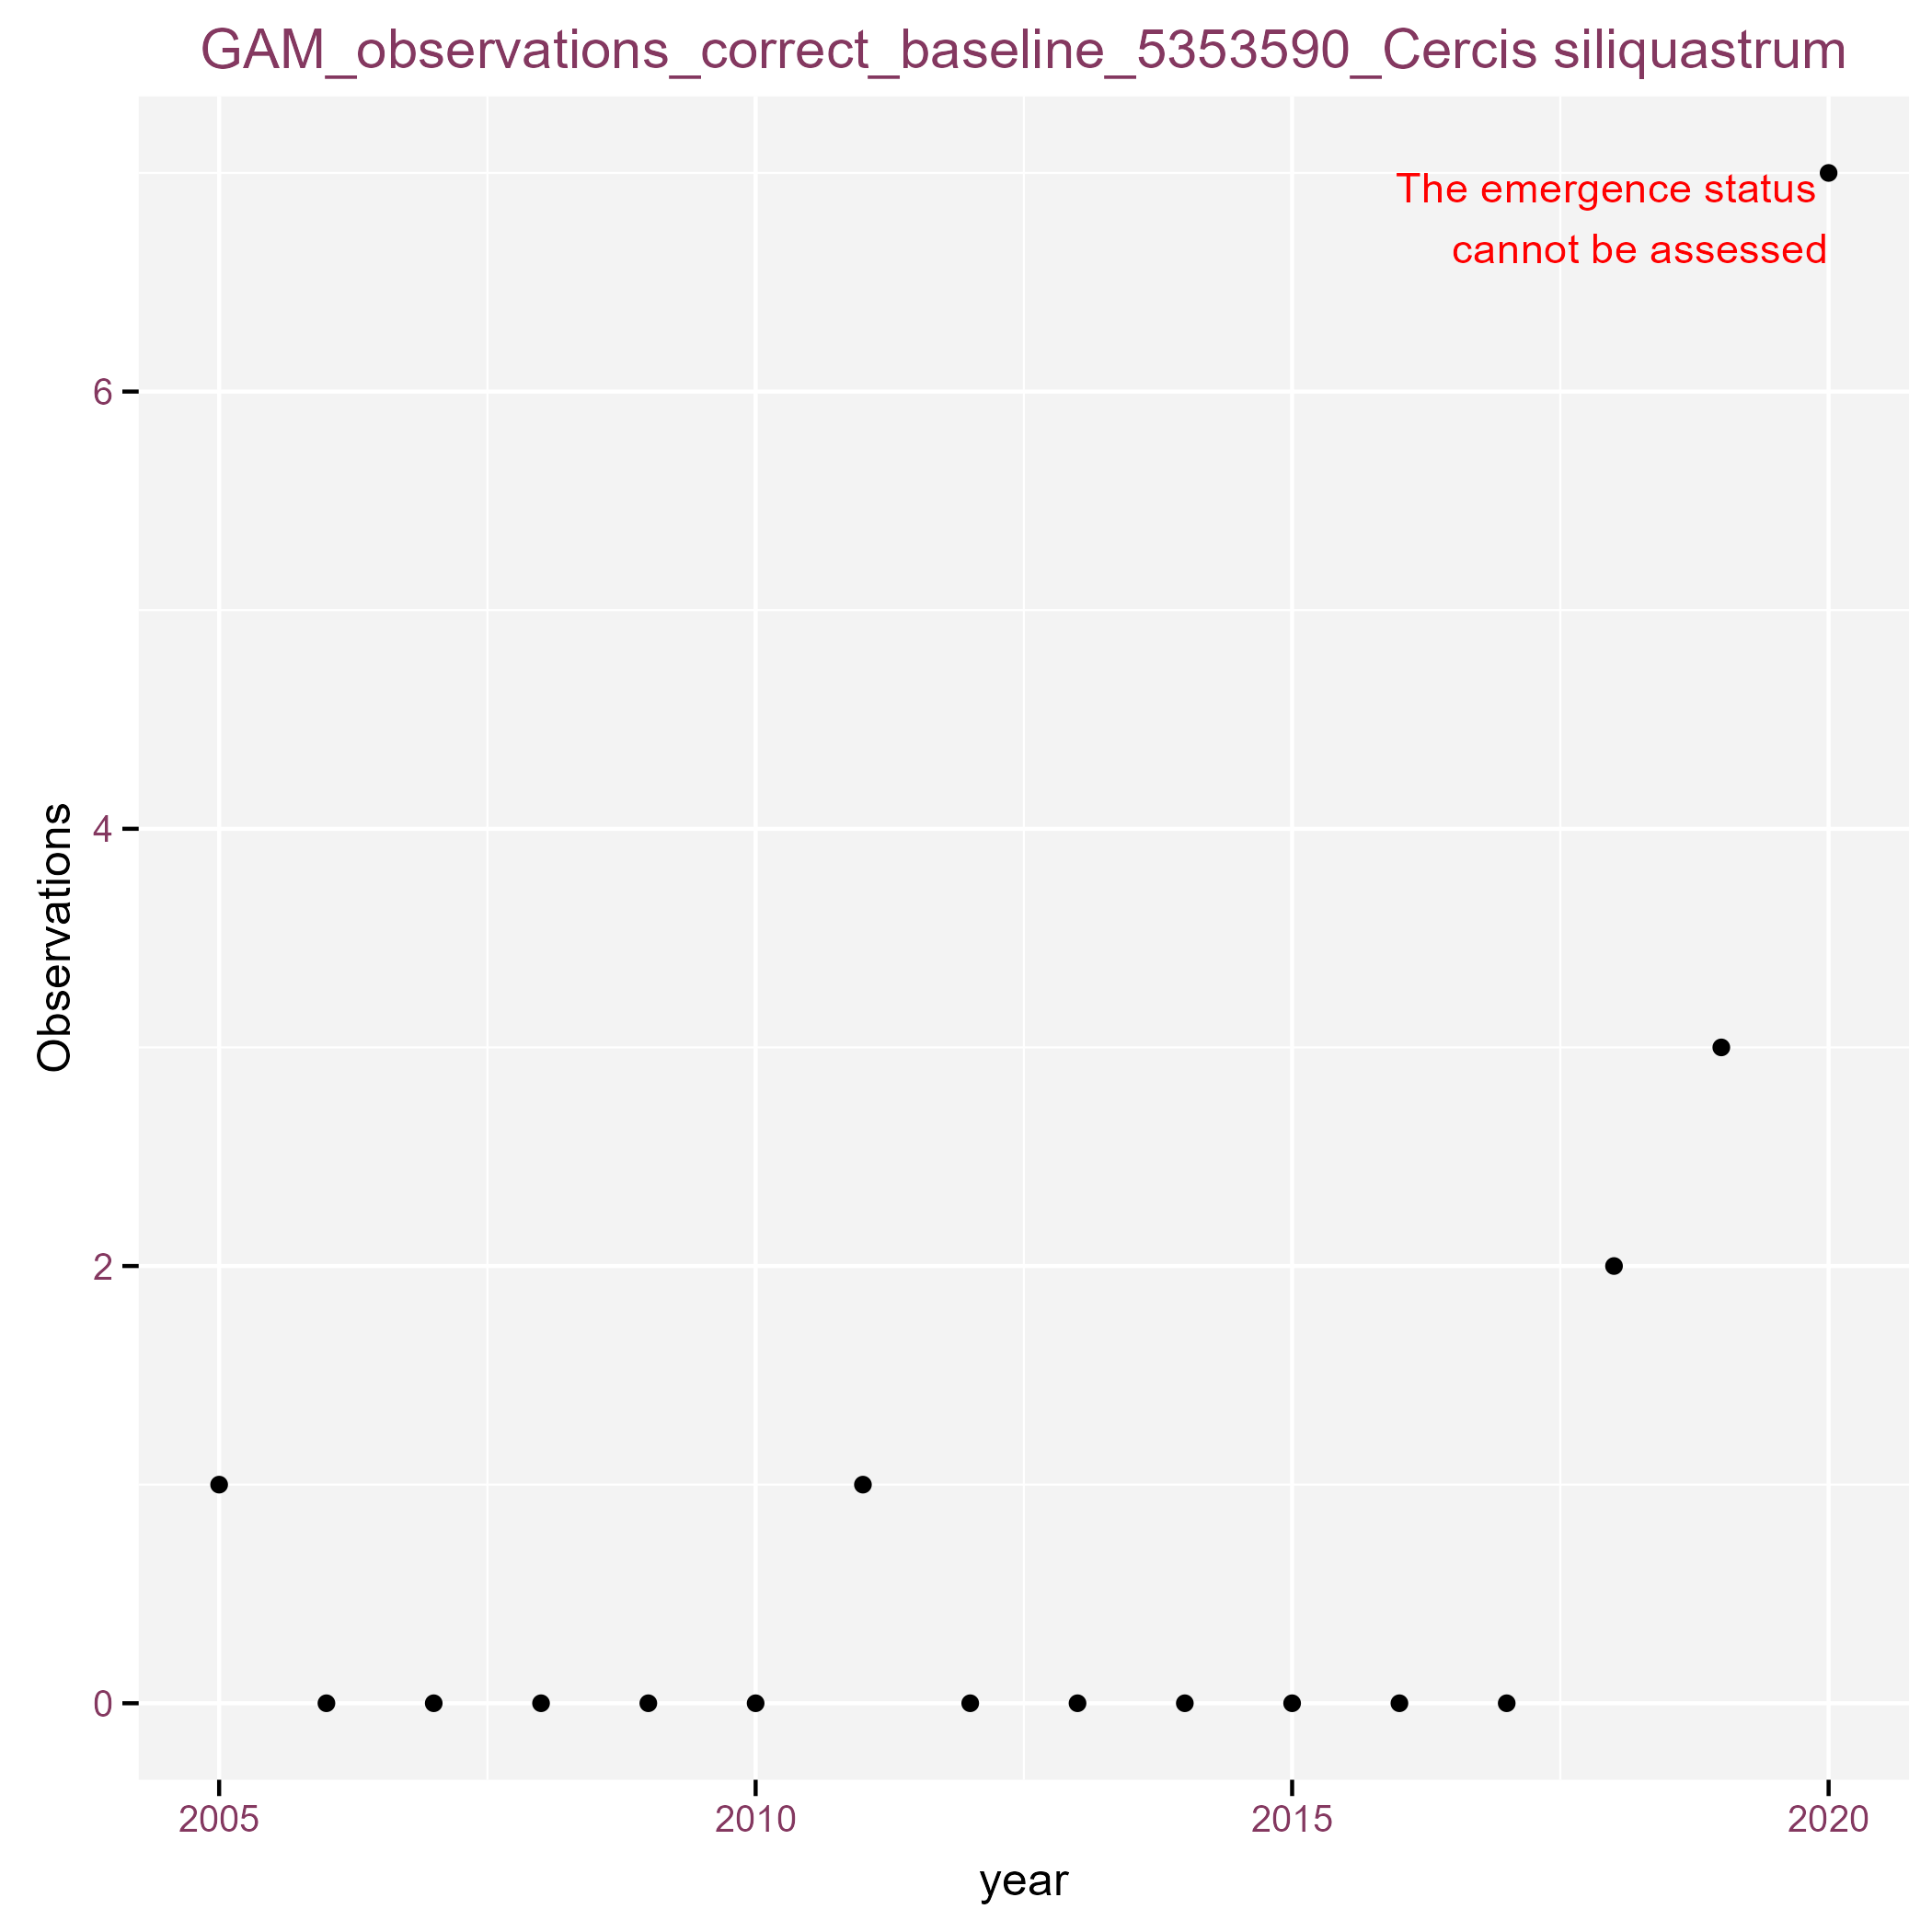 GAM_observations_correct_baseline_5353590_Cercis siliquastrum
The emergence status
cannot be assessed
6
4
2
0
Observations
2005 2010 2015 2020
year